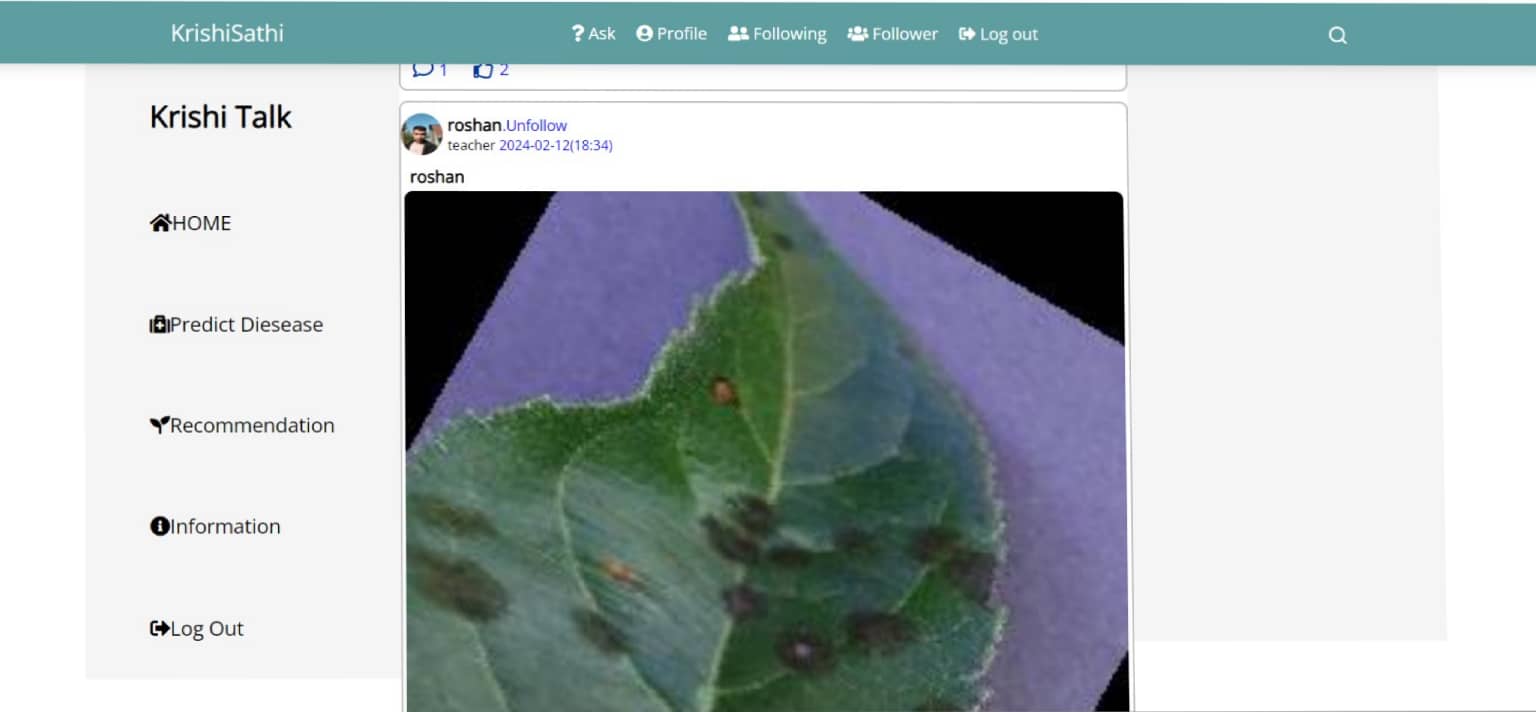 KrishiSathi
Ask Profile Following Follower Log out
1 2
Krishi Talk
HOME
Predict Diesease
Recommendation
Information
Log Out
roshan.Unfollow
teacher 2024-02-12(18:34)
roshan